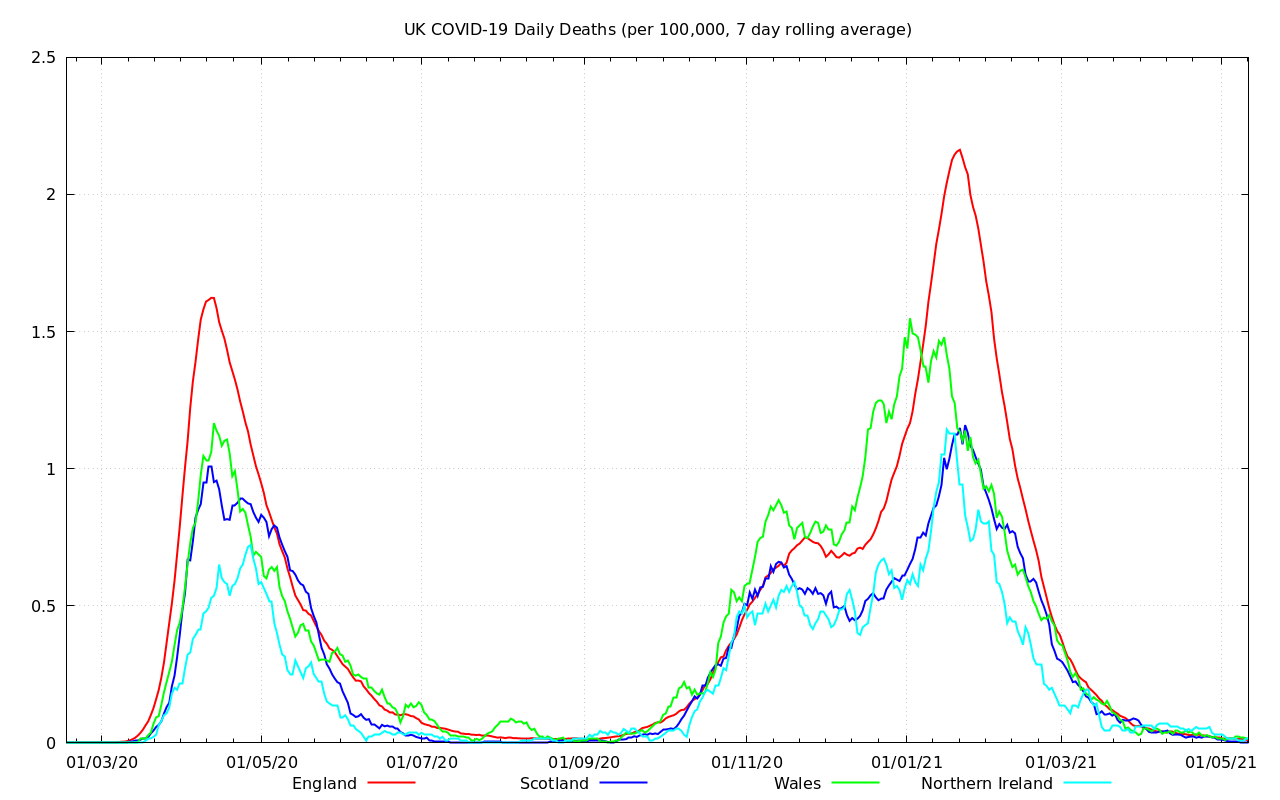 UK COVID-19 Daily Deaths (per 100,000, 7 day rolling average)
2.5
2
1.5
1
0.5
0
01/03/20 01/05/20 01/07/20 01/09/20 01/11/20 01/01/21 01/03/21 01/05/21
England Scotland Wales Northern Ireland